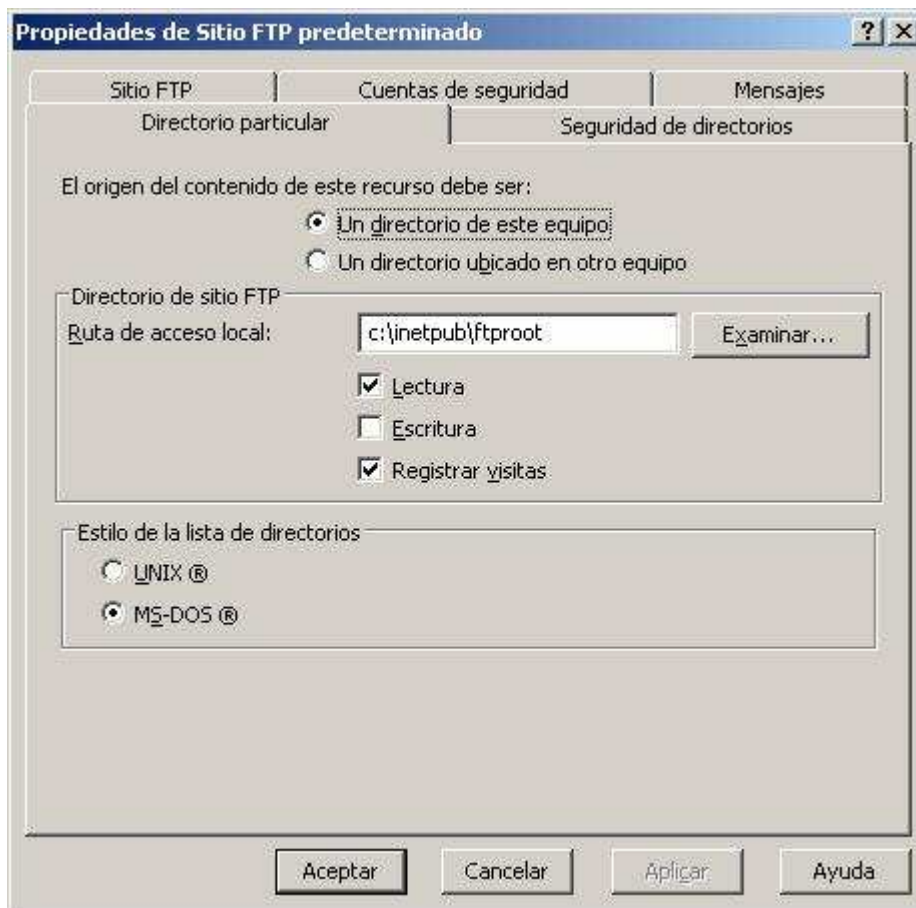 Propiedades de Sitio FTP predeterminado
Sitio FTP Cuentas de seguridad Mensajes
Directorio particular Seguridad de directorios
El origen del contenido de este recurso debe ser:
Un directorio de este equipo
Un directorio ubicado en otro equipo
Directorio de sitio FTP
Ruta de acceso local: c:\inetpub\ftproot Examinar...
Lectura
Escritura
Registrar visitas
Estilo de la lista de directorios
UNIX ®
MS-DOS ®
Aceptar Cancelar Aplicar Ayuda